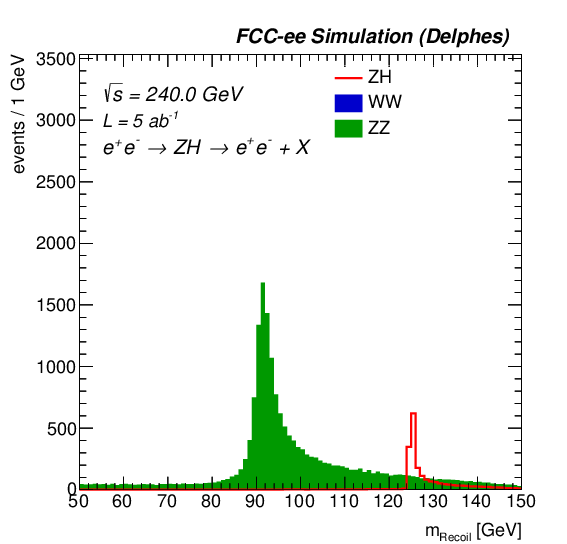 FCC-ee Simulation (Delphes)
events / 1 GeV
√s = 240.0 GeV
L = 5 ab⁻¹
e⁺e⁻ → ZH → e⁺e⁻ + X
ZH
WW
ZZ
3500
3000
2500
2000
1500
1000
500
0
50 60 70 80 90 100 110 120 130 140 150
m_Recoil [GeV]